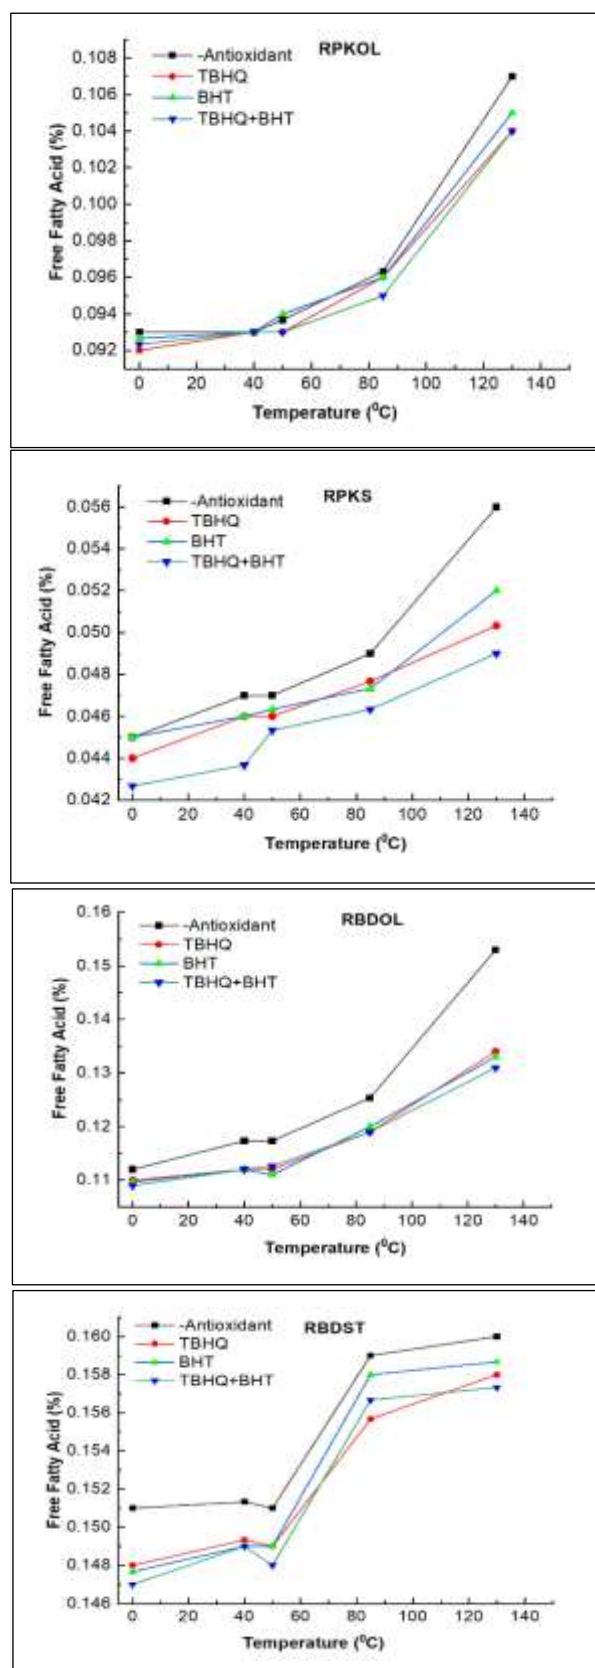 RPKOL
-Antioxidant
TBHQ
BHT
TBHQ+BHT
0.108
0.106
0.104
0.102
0.100
0.098
0.096
0.094
0.092
Free Fatty Acid (%)
0 20 40 60 80 100 120 140
Temperature (⁰C)
RPKS
-Antioxidant
TBHQ
BHT
TBHQ+BHT
0.056
0.054
0.052
0.050
0.048
0.046
0.044
0.042
Free Fatty Acid (%)
0 20 40 60 80 100 120 140
Temperature (⁰C)
RBDOL
-Antioxidant
TBHQ
BHT
TBHQ+BHT
0.16
0.15
0.14
0.13
0.12
0.11
Free Fatty Acid (%)
0 20 40 60 80 100 120 140
Temperature (⁰C)
RBDST
-Antioxidant
TBHQ
BHT
TBHQ+BHT
0.160
0.158
0.156
0.154
0.152
0.150
0.148
0.146
Free Fatty Acid (%)
0 20 40 60 80 100 120 140
Temperature (⁰C)